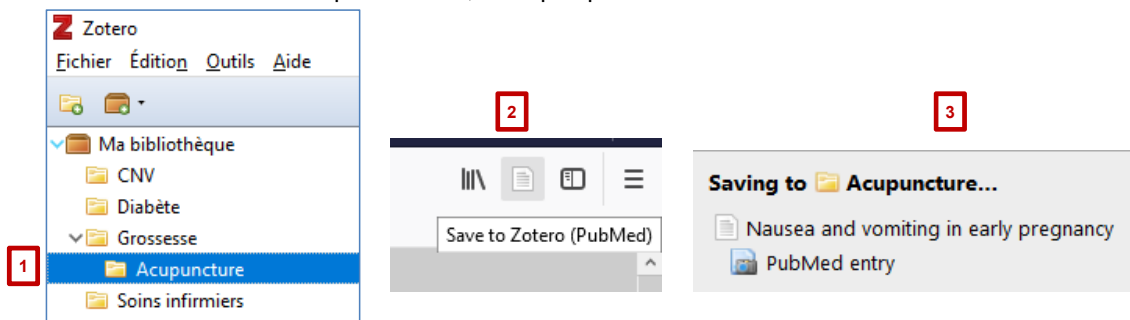 Zotero
Fichier Édition Outils Aide
Ma bibliothèque
CNV
Diabète
Grossesse
1
Acupuncture
Soins infirmiers
2
Save to Zotero (PubMed)
3
Saving to Acupuncture...
Nausea and vomiting in early pregnancy
PubMed entry